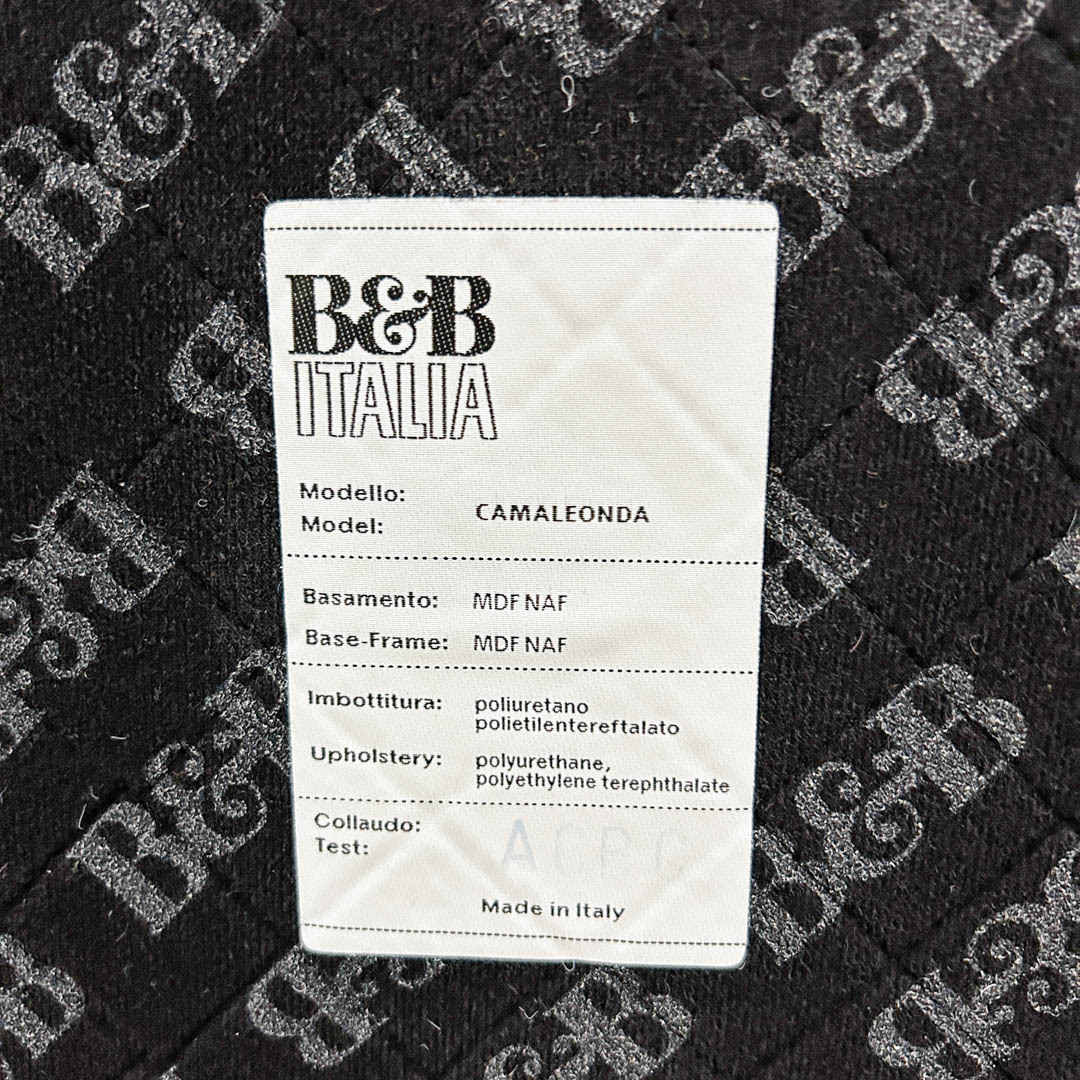 B&B
ITALIA
Modello:
Model: CAMALEONDA
Basamento: MDF NAF
Base-Frame: MDF NAF
Imbottitura: poliuretano
polietilentereftalato
Upholstery: polyurethane,
polyethylene terephthalate
Collaudo:
Test:
Made in Italy